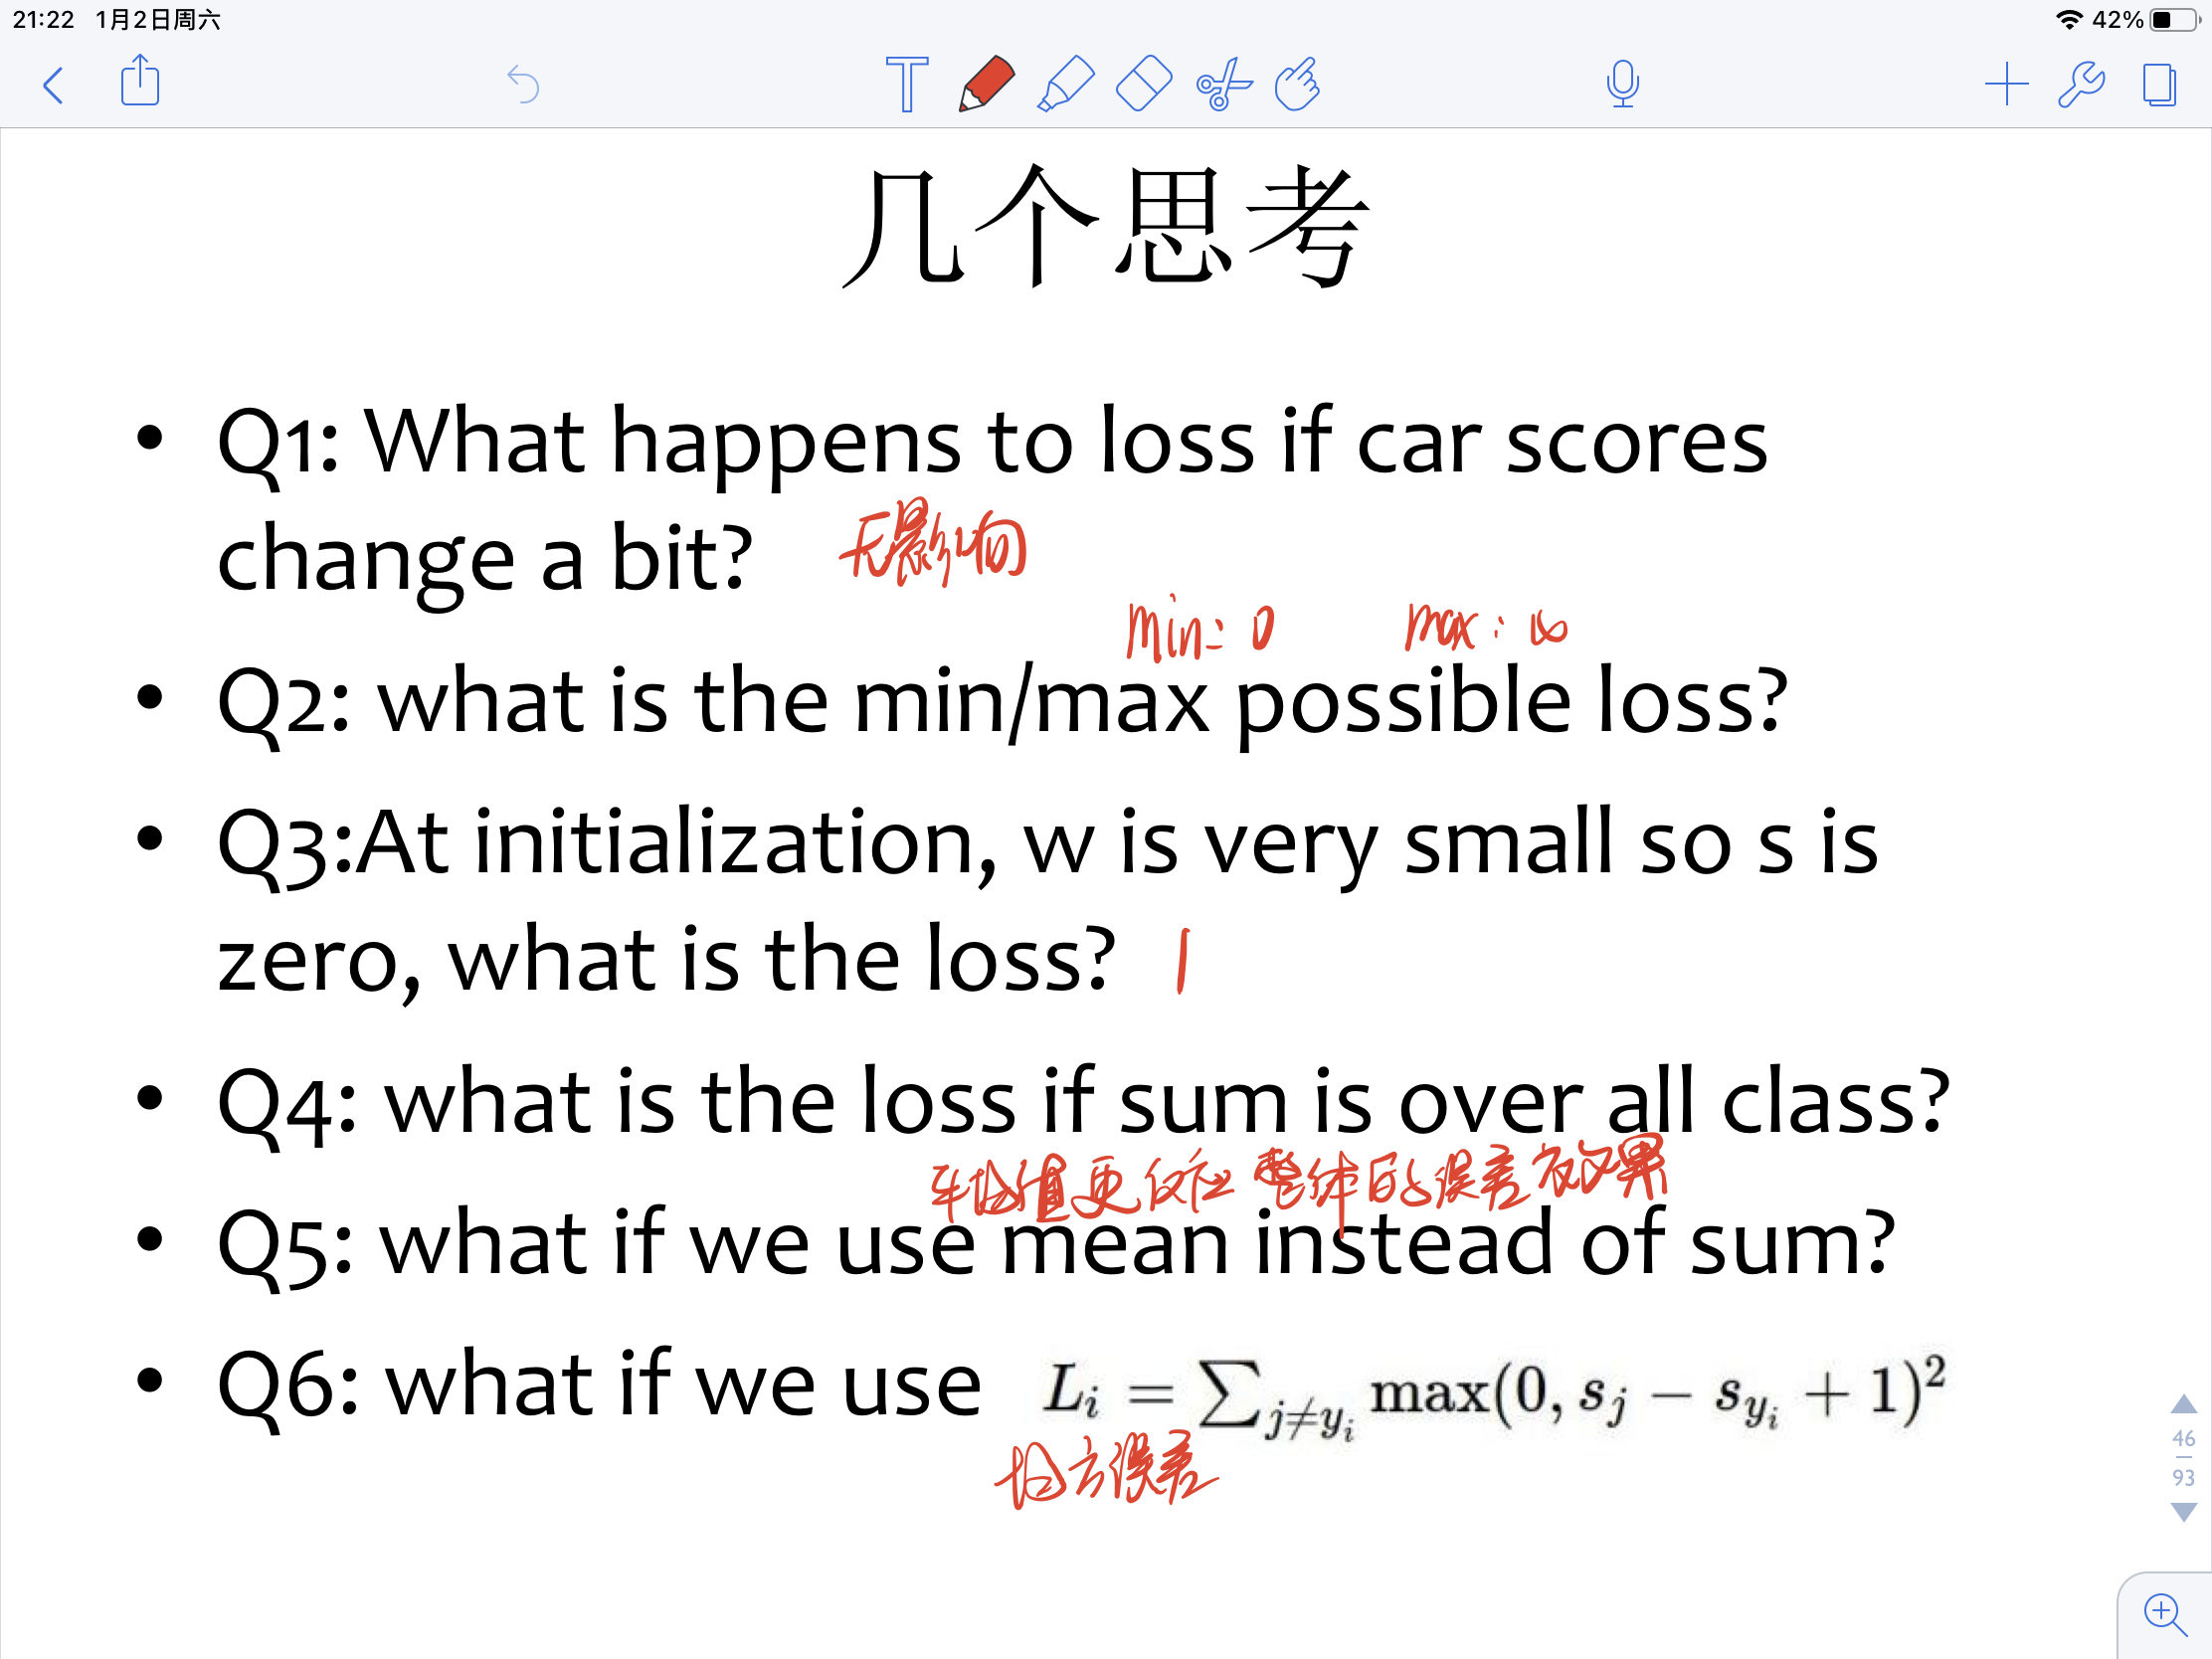 21:22 1月2日周六
42%
T
几个思考
• Q1: What happens to loss if car scores
change a bit? 无影响
min= 0 max: ∞
• Q2: what is the min/max possible loss?
• Q3:At initialization, w is very small so s is
zero, what is the loss? 1
• Q4: what is the loss if sum is over all class?
平均值更反应 整体的误差效果
• Q5: what if we use mean instead of sum?
• Q6: what if we use L_i = ∑_{j≠y_i} max(0, s_j − s_{y_i} + 1)²
均方误差
46
93